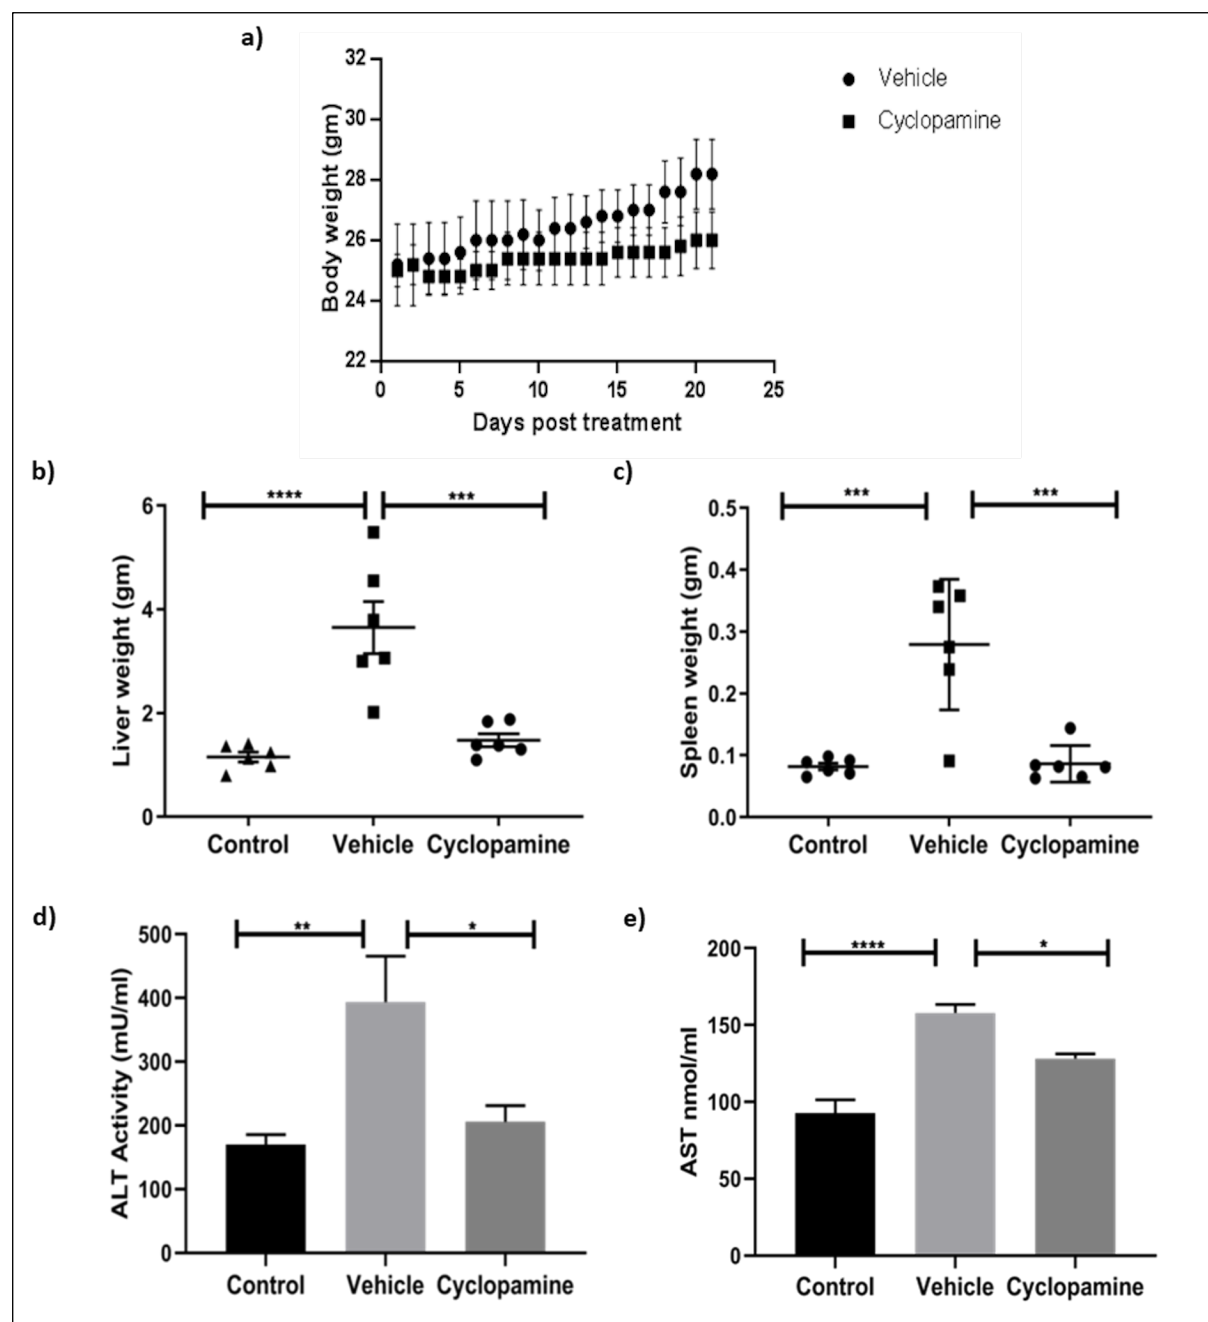 a)
32
30
28
26
24
22
Body weight (gm)
0 5 10 15 20 25
Days post treatment
Vehicle
Cyclopamine
b)
**** ***
6
4
2
0
Liver weight (gm)
Control Vehicle Cyclopamine
c)
*** ***
0.5
0.4
0.3
0.2
0.1
0.0
Spleen weight (gm)
Control Vehicle Cyclopamine
d)
** *
500
400
300
200
100
0
ALT Activity (mU/ml)
Control Vehicle Cyclopamine
e)
**** *
200
150
100
50
0
AST nmol/ml
Control Vehicle Cyclopamine